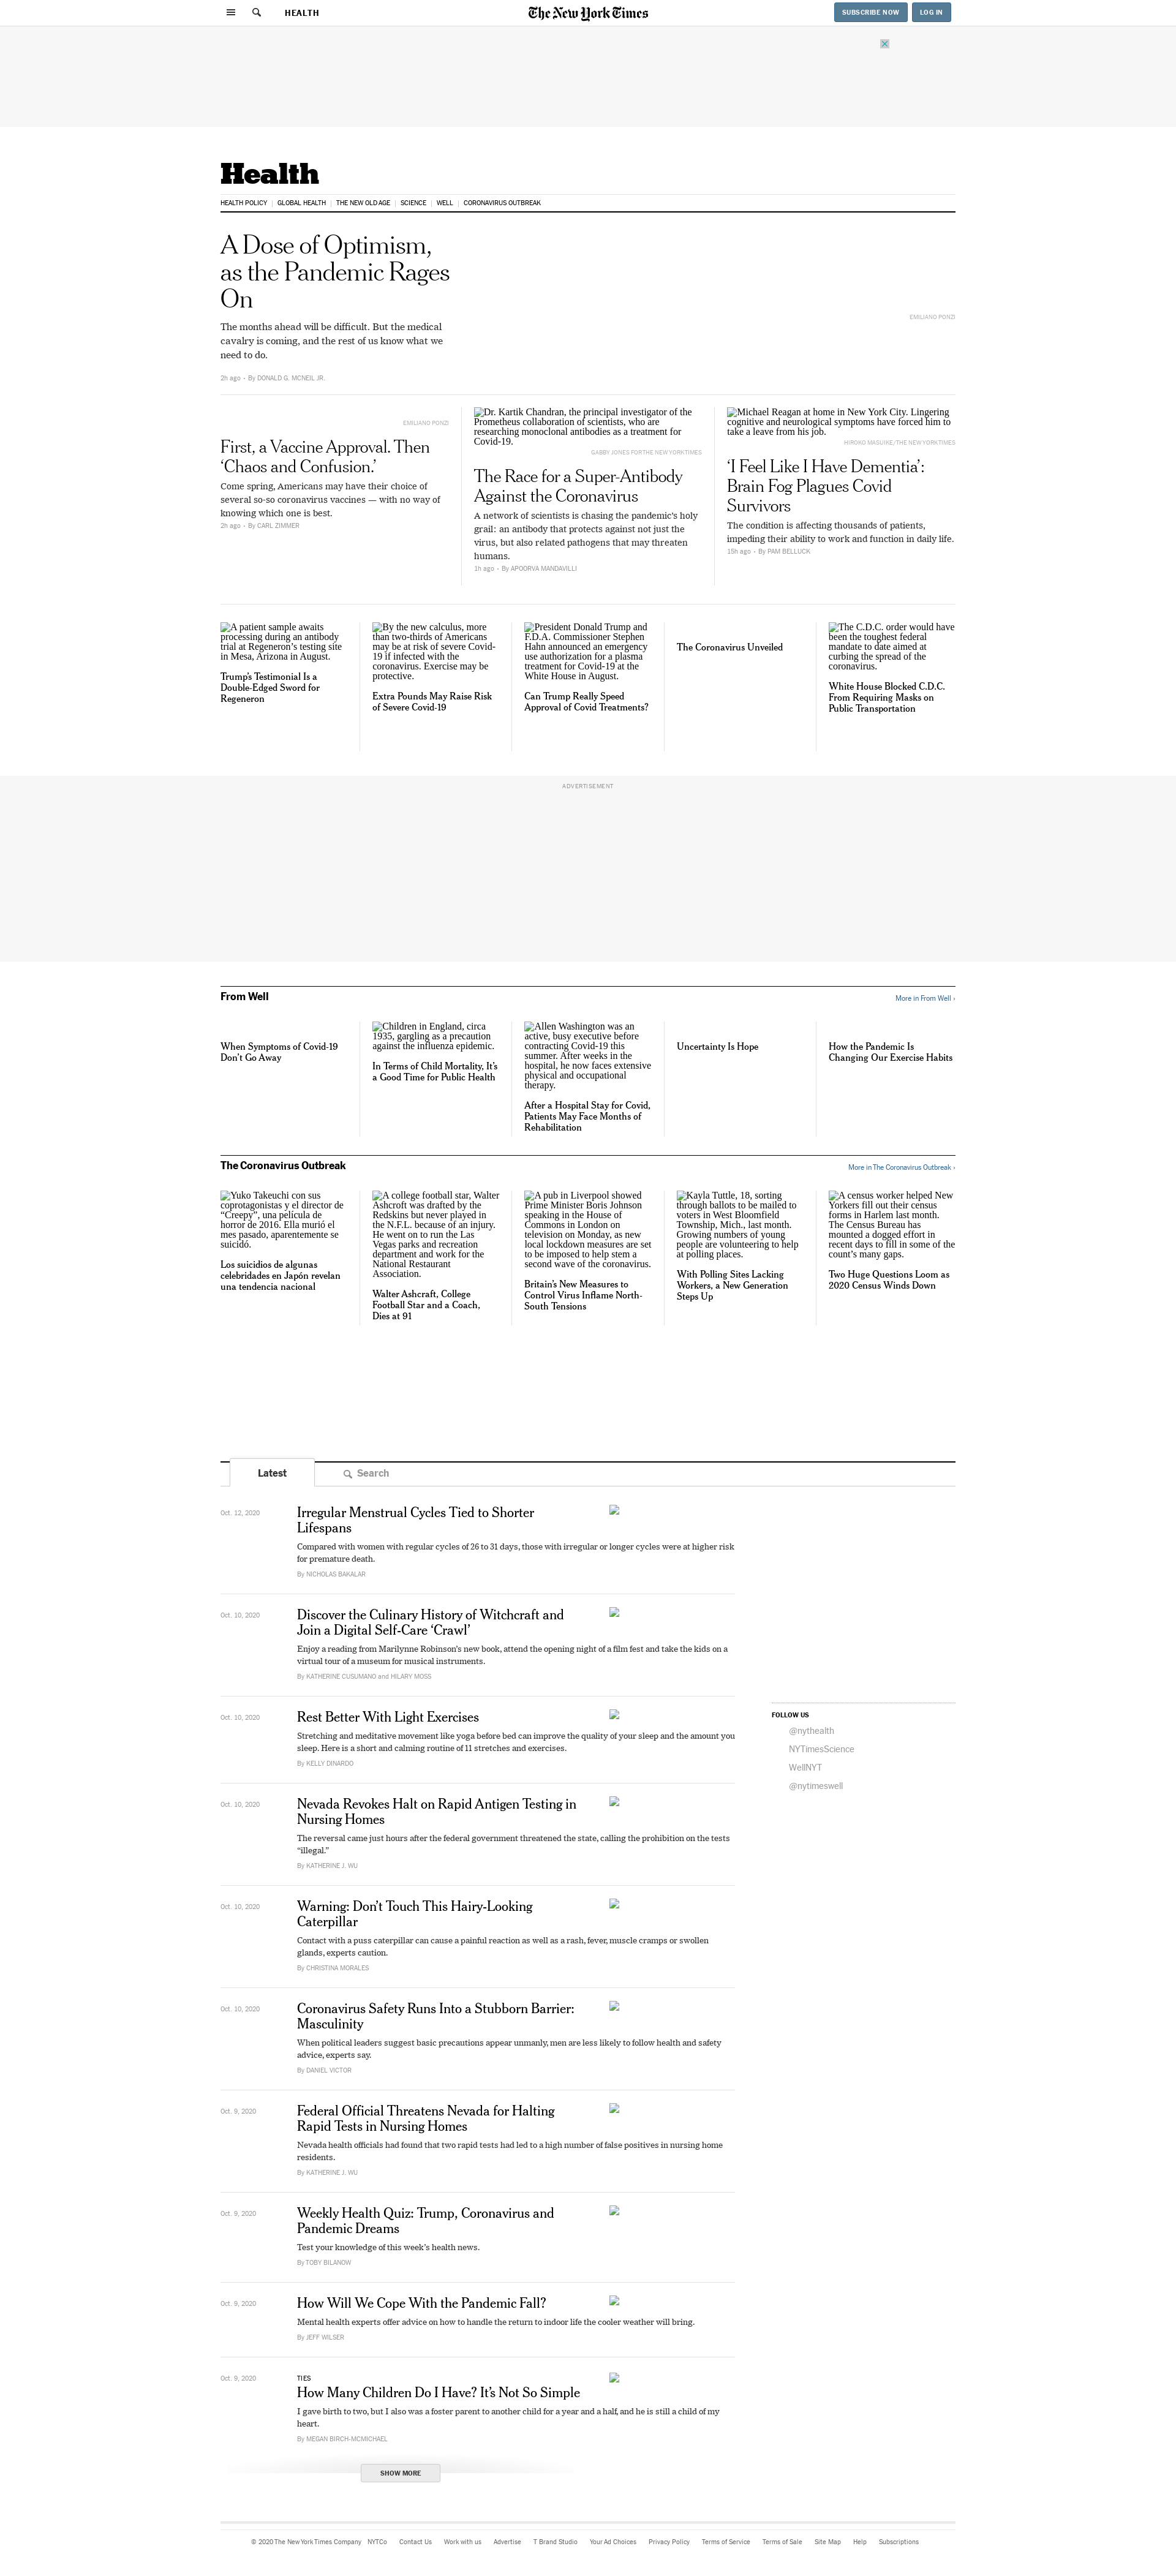 HEALTH
The New York Times
SUBSCRIBE NOW
LOG IN
Health
HEALTH POLICY
GLOBAL HEALTH
THE NEW OLD AGE
SCIENCE
WELL
CORONAVIRUS OUTBREAK
A Dose of Optimism,
as the Pandemic Rages
On
The months ahead will be difficult. But the medical
cavalry is coming, and the rest of us know what we
need to do.
2h ago • By DONALD G. MCNEIL JR.
EMILIANO PONZI
EMILIANO PONZI
First, a Vaccine Approval. Then
‘Chaos and Confusion.’
Come spring, Americans may have their choice of
several so-so coronavirus vaccines — with no way of
knowing which one is best.
2h ago • By CARL ZIMMER
Dr. Kartik Chandran, the principal investigator of the
Prometheus collaboration of scientists, who are
researching monoclonal antibodies as a treatment for
Covid-19.
GABBY JONES FOR THE NEW YORK TIMES
The Race for a Super-Antibody
Against the Coronavirus
A network of scientists is chasing the pandemic’s holy
grail: an antibody that protects against not just the
virus, but also related pathogens that may threaten
humans.
1h ago • By APOORVA MANDAVILLI
Michael Reagan at home in New York City. Lingering
cognitive and neurological symptoms have forced him to
take a leave from his job.
HIROKO MASUIKE/THE NEW YORK TIMES
‘I Feel Like I Have Dementia’:
Brain Fog Plagues Covid
Survivors
The condition is affecting thousands of patients,
impeding their ability to work and function in daily life.
15h ago • By PAM BELLUCK
A patient sample awaits
processing during an antibody
trial at Regeneron’s testing site
in Mesa, Arizona in August.
Trump’s Testimonial Is a
Double-Edged Sword for
Regeneron
By the new calculus, more
than two-thirds of Americans
may be at risk of severe Covid-
19 if infected with the
coronavirus. Exercise may be
protective.
Extra Pounds May Raise Risk
of Severe Covid-19
President Donald Trump and
F.D.A. Commissioner Stephen
Hahn announced an emergency
use authorization for a plasma
treatment for Covid-19 at the
White House in August.
Can Trump Really Speed
Approval of Covid Treatments?
The Coronavirus Unveiled
The C.D.C. order would have
been the toughest federal
mandate to date aimed at
curbing the spread of the
coronavirus.
White House Blocked C.D.C.
From Requiring Masks on
Public Transportation
ADVERTISEMENT
From Well
More in From Well ›
When Symptoms of Covid-19
Don’t Go Away
Children in England, circa
1935, gargling as a precaution
against the influenza epidemic.
In Terms of Child Mortality, It’s
a Good Time for Public Health
Allen Washington was an
active, busy executive before
contracting Covid-19 this
summer. After weeks in the
hospital, he now faces extensive
physical and occupational
therapy.
After a Hospital Stay for Covid,
Patients May Face Months of
Rehabilitation
Uncertainty Is Hope
How the Pandemic Is
Changing Our Exercise Habits
The Coronavirus Outbreak
More in The Coronavirus Outbreak ›
Yuko Takeuchi con sus
coprotagonistas y el director de
“Creepy”, una película de
horror de 2016. Ella murió el
mes pasado, aparentemente se
suicidó.
Los suicidios de algunas
celebridades en Japón revelan
una tendencia nacional
A college football star, Walter
Ashcroft was drafted by the
Redskins but never played in
the N.F.L. because of an injury.
He went on to run the Las
Vegas parks and recreation
department and work for the
National Restaurant
Association.
Walter Ashcraft, College
Football Star and a Coach,
Dies at 91
A pub in Liverpool showed
Prime Minister Boris Johnson
speaking in the House of
Commons in London on
television on Monday, as new
local lockdown measures are set
to be imposed to help stem a
second wave of the coronavirus.
Britain’s New Measures to
Control Virus Inflame North-
South Tensions
Kayla Tuttle, 18, sorting
through ballots to be mailed to
voters in West Bloomfield
Township, Mich., last month.
Growing numbers of young
people are volunteering to help
at polling places.
With Polling Sites Lacking
Workers, a New Generation
Steps Up
A census worker helped New
Yorkers fill out their census
forms in Harlem last month.
The Census Bureau has
mounted a dogged effort in
recent days to fill in some of the
count’s many gaps.
Two Huge Questions Loom as
2020 Census Winds Down
Latest
Search
Oct. 12, 2020
Irregular Menstrual Cycles Tied to Shorter
Lifespans
Compared with women with regular cycles of 26 to 31 days, those with irregular or longer cycles were at higher risk
for premature death.
By NICHOLAS BAKALAR
Oct. 10, 2020
Discover the Culinary History of Witchcraft and
Join a Digital Self-Care ‘Crawl’
Enjoy a reading from Marilynne Robinson’s new book, attend the opening night of a film fest and take the kids on a
virtual tour of a museum for musical instruments.
By KATHERINE CUSUMANO and HILARY MOSS
Oct. 10, 2020
Rest Better With Light Exercises
Stretching and meditative movement like yoga before bed can improve the quality of your sleep and the amount you
sleep. Here is a short and calming routine of 11 stretches and exercises.
By KELLY DINARDO
Oct. 10, 2020
Nevada Revokes Halt on Rapid Antigen Testing in
Nursing Homes
The reversal came just hours after the federal government threatened the state, calling the prohibition on the tests
“illegal.”
By KATHERINE J. WU
Oct. 10, 2020
Warning: Don’t Touch This Hairy-Looking
Caterpillar
Contact with a puss caterpillar can cause a painful reaction as well as a rash, fever, muscle cramps or swollen
glands, experts caution.
By CHRISTINA MORALES
Oct. 10, 2020
Coronavirus Safety Runs Into a Stubborn Barrier:
Masculinity
When political leaders suggest basic precautions appear unmanly, men are less likely to follow health and safety
advice, experts say.
By DANIEL VICTOR
Oct. 9, 2020
Federal Official Threatens Nevada for Halting
Rapid Tests in Nursing Homes
Nevada health officials had found that two rapid tests had led to a high number of false positives in nursing home
residents.
By KATHERINE J. WU
Oct. 9, 2020
Weekly Health Quiz: Trump, Coronavirus and
Pandemic Dreams
Test your knowledge of this week’s health news.
By TOBY BILANOW
Oct. 9, 2020
How Will We Cope With the Pandemic Fall?
Mental health experts offer advice on how to handle the return to indoor life the cooler weather will bring.
By JEFF WILSER
Oct. 9, 2020
TIES
How Many Children Do I Have? It’s Not So Simple
I gave birth to two, but I also was a foster parent to another child for a year and a half, and he is still a child of my
heart.
By MEGAN BIRCH-MCMICHAEL
SHOW MORE
FOLLOW US
@nythealth
NYTimesScience
WellNYT
@nytimeswell
© 2020 The New York Times Company
NYTCo
Contact Us
Work with us
Advertise
T Brand Studio
Your Ad Choices
Privacy Policy
Terms of Service
Terms of Sale
Site Map
Help
Subscriptions